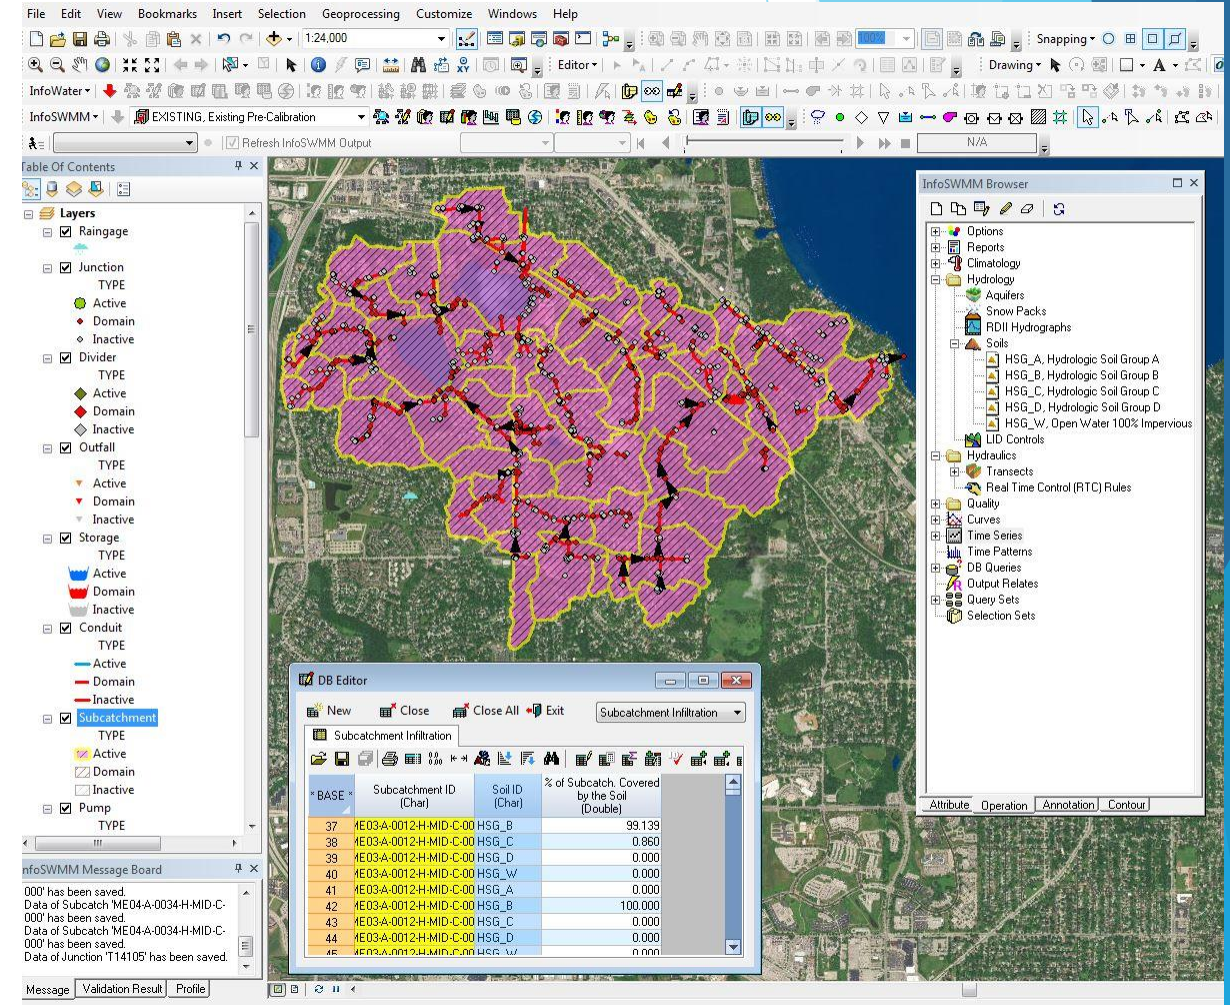 File Edit View Bookmarks Insert Selection Geoprocessing Customize Windows Help
1:24,000 100% Snapping
Editor Drawing A
InfoWater
InfoSWMM EXISTING, Existing Pre-Calibration
Refresh InfoSWMM Output N/A
Table Of Contents
Layers
Raingage
Junction
TYPE
Active
Domain
Inactive
Divider
TYPE
Active
Domain
Inactive
Outfall
TYPE
Active
Domain
Inactive
Storage
TYPE
Active
Domain
Inactive
Conduit
TYPE
Active
Domain
Inactive
Subcatchment
TYPE
Active
Domain
Inactive
Pump
TYPE
nfoSWMM Message Board
000' has been saved.
Data of Subcatch 'ME04-A-0034-H-MID-C-
000' has been saved.
Data of Subcatch 'ME04-A-0034-H-MID-C-
000' has been saved.
Data of Junction 'T14105' has been saved.
Message Validation Result Profile
InfoSWMM Browser
Options
Reports
Climatology
Hydrology
Aquifers
Snow Packs
RDII Hydrographs
Soils
HSG_A, Hydrologic Soil Group A
HSG_B, Hydrologic Soil Group B
HSG_C, Hydrologic Soil Group C
HSG_D, Hydrologic Soil Group D
HSG_W, Open Water 100% Impervious
LID Controls
Hydraulics
Transects
Real Time Control (RTC) Rules
Quality
Curves
Time Series
Time Patterns
DB Queries
Output Relates
Query Sets
Selection Sets
Attribute Operation Annotation Contour
DB Editor
New Close Close All Exit Subcatchment Infiltration
Subcatchment Infiltration
* BASE * Subcatchment ID (Char) Soil ID (Char) % of Subcatch. Covered by the Soil (Double)
37 ME03-A-0012-H-MID-C-00 HSG_B 99.139
38 ME03-A-0012-H-MID-C-00 HSG_C 0.860
39 ME03-A-0012-H-MID-C-00 HSG_D 0.000
40 ME03-A-0012-H-MID-C-00 HSG_W 0.000
41 ME03-A-0012-H-MID-C-00 HSG_A 0.000
42 ME03-A-0012-H-MID-C-00 HSG_B 100.000
43 ME03-A-0012-H-MID-C-00 HSG_C 0.000
44 ME03-A-0012-H-MID-C-00 HSG_D 0.000
45 ME03-A-0012-H-MID-C-00 HSG_W 0.000